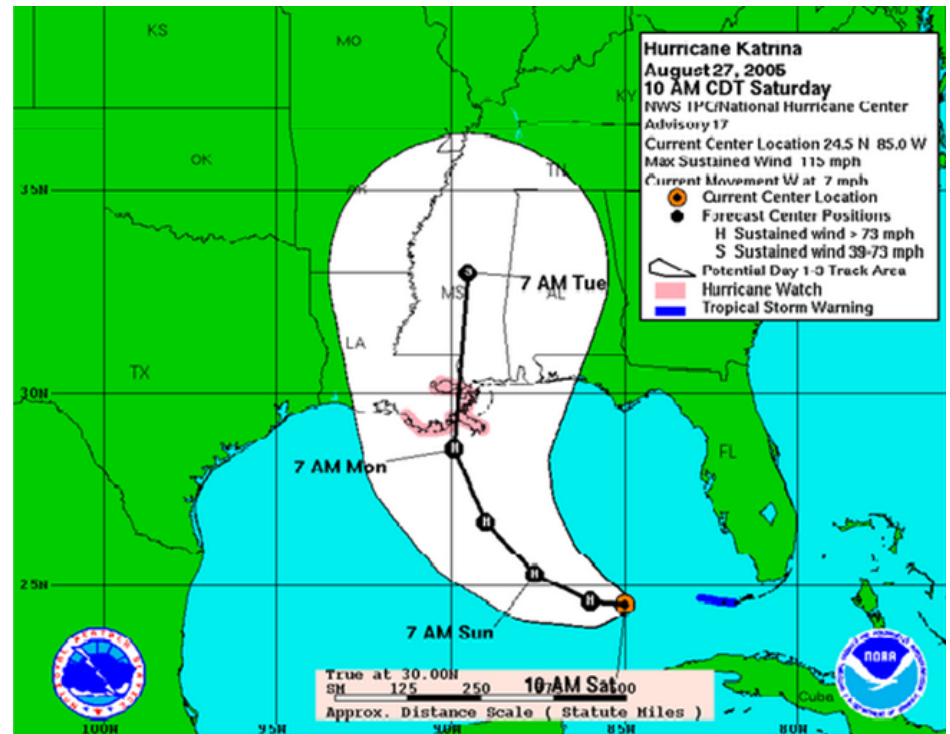 KS
MO
Hurricane Katrina
August 27, 2005
10 AM CDT Saturday
NWS TPC/National Hurricane Center
Advisory 17
Current Center Location 24.5 N 85.0 W
Max Sustained Wind 115 mph
Current Movement W at 7 mph
Current Center Location
Forecast Center Positions
H Sustained wind > 73 mph
S Sustained wind 39-73 mph
Potential Day 1-3 Track Area
Hurricane Watch
Tropical Storm Warning
KY
OK
TN
35N
AR
S
7 AM Tue
MS
AL
LA
TX
30N
FL
H
7 AM Mon
H
25N
H
H
7 AM Sun
NOAA
True at 30.00N
SM 125 250 500
10 AM Sat
Approx. Distance Scale ( Statute Miles )
Cuba
100W 95W 90W 85W 80W